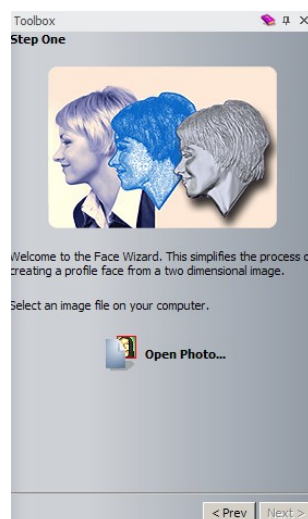 Toolbox
Step One
Welcome to the Face Wizard. This simplifies the process
creating a profile face from a two dimensional image.
Select an image file on your computer.
Open Photo...
< Prev
Next >